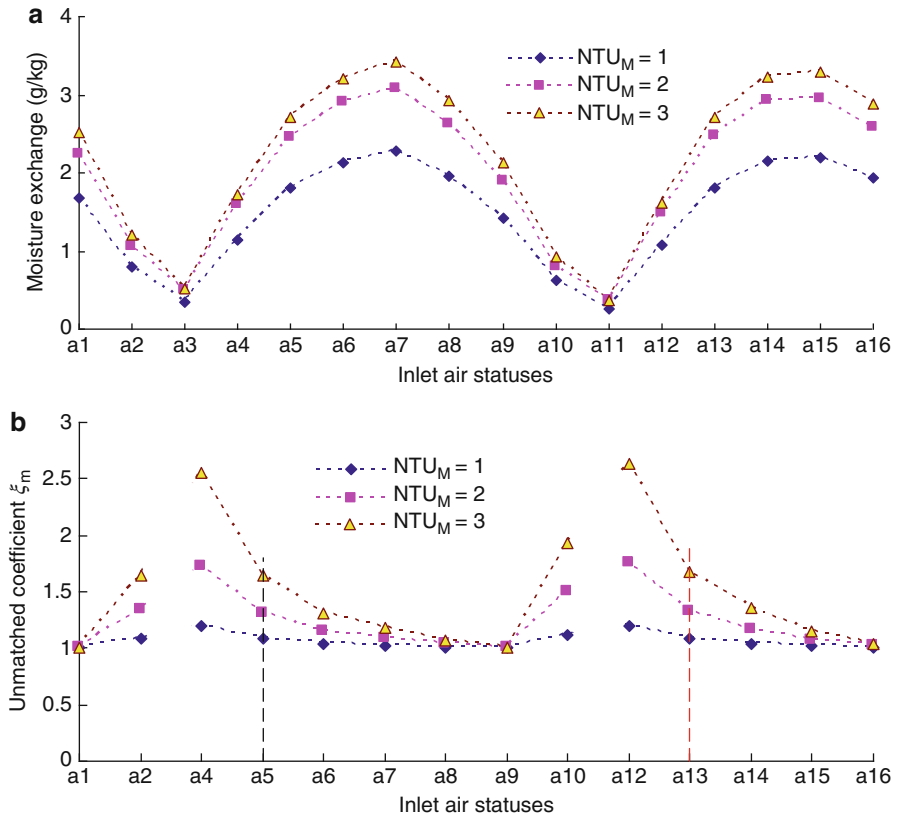 a
4
3
2
1
0
Moisture exchange (g/kg)
NTU_M = 1
NTU_M = 2
NTU_M = 3
a1 a2 a3 a4 a5 a6 a7 a8 a9 a10 a11 a12 a13 a14 a15 a16
Inlet air statuses
b
3
2.5
2
1.5
1
0.5
0
Unmatched coefficient ξ_m
NTU_M = 1
NTU_M = 2
NTU_M = 3
a1 a2 a4 a5 a6 a7 a8 a9 a10 a12 a13 a14 a15 a16
Inlet air statuses